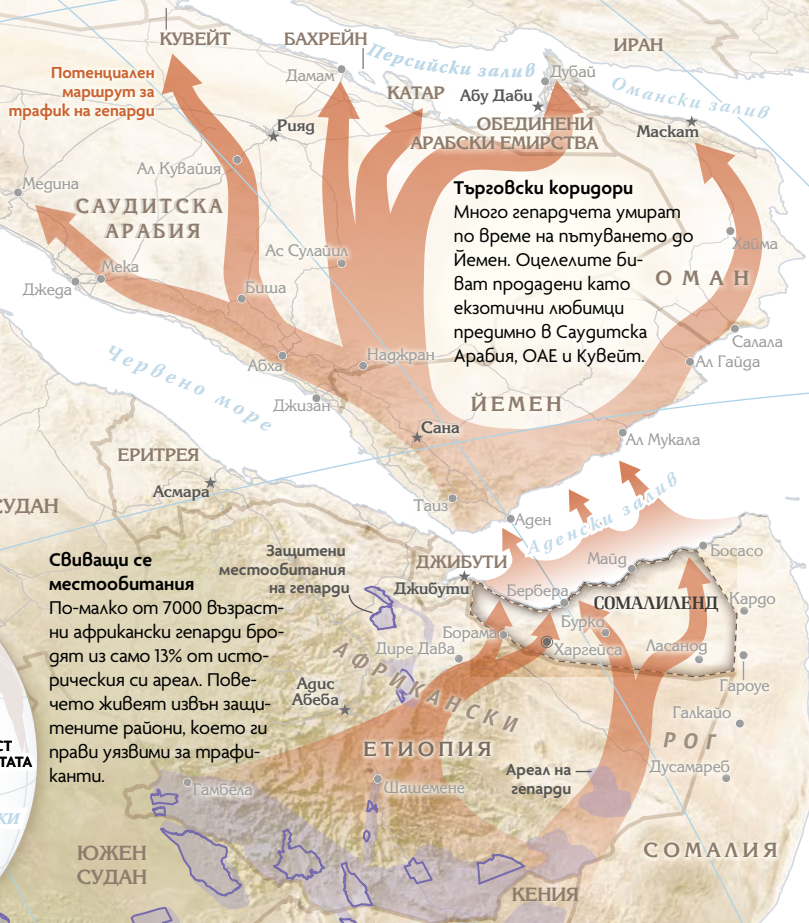 КУВЕЙТ
БАХРЕЙН
ИРАН
Персийски залив
Потенциален
маршрут за
трафик на гепарди
Дамам
Дубай
КАТАР
Абу Даби
Омански залив
Рияд
ОБЕДИНЕНИ
АРАБСКИ ЕМИРСТВА
Маскат
Ал Кувайия
Медина
САУДИТСКА
АРАБИЯ
Търговски коридори
Много гепардчета умират
по време на пътуването до
Йемен. Оцелелите би-
ват продадени като
екзотични любимци
предимно в Саудитска
Арабия, ОАЕ и Кувейт.
Хайма
Ас Сулайил
Мека
Джеда
Биша
ОМАН
Салала
Червено море
Абха
Наджран
Ал Гайда
Джизан
ЙЕМЕН
Сана
Ал Мукала
ЕРИТРЕЯ
Асмара
СУДАН
Таиз
Аден
Аденски залив
Свиващи се
местообитания
По-малко от 7000 възраст-
ни африкански гепарди бро-
дят из само 13% от исто-
рическия си ареал. Пове-
чето живеят извън защи-
тените райони, което ги
прави уязвими за трафи-
канти.
Защитени
местообитания
на гепарди
ДЖИБУТИ
Джибути
Майд
Босасо
Бербера
СОМАЛИЛЕНД
Кардо
Борама
Бурко
Дире Дава
Харгейса
Ласанод
Гароуе
АФРИКАНСКИ
РОГ
Адис
Абеба
Галкайо
ЕТИОПИЯ
Ареал на
гепарди
Дусамареб
Гамбела
Шашемене
СТ
ТАТА
КИ
ЮЖЕН
СУДАН
СОМАЛИЯ
КЕНИЯ